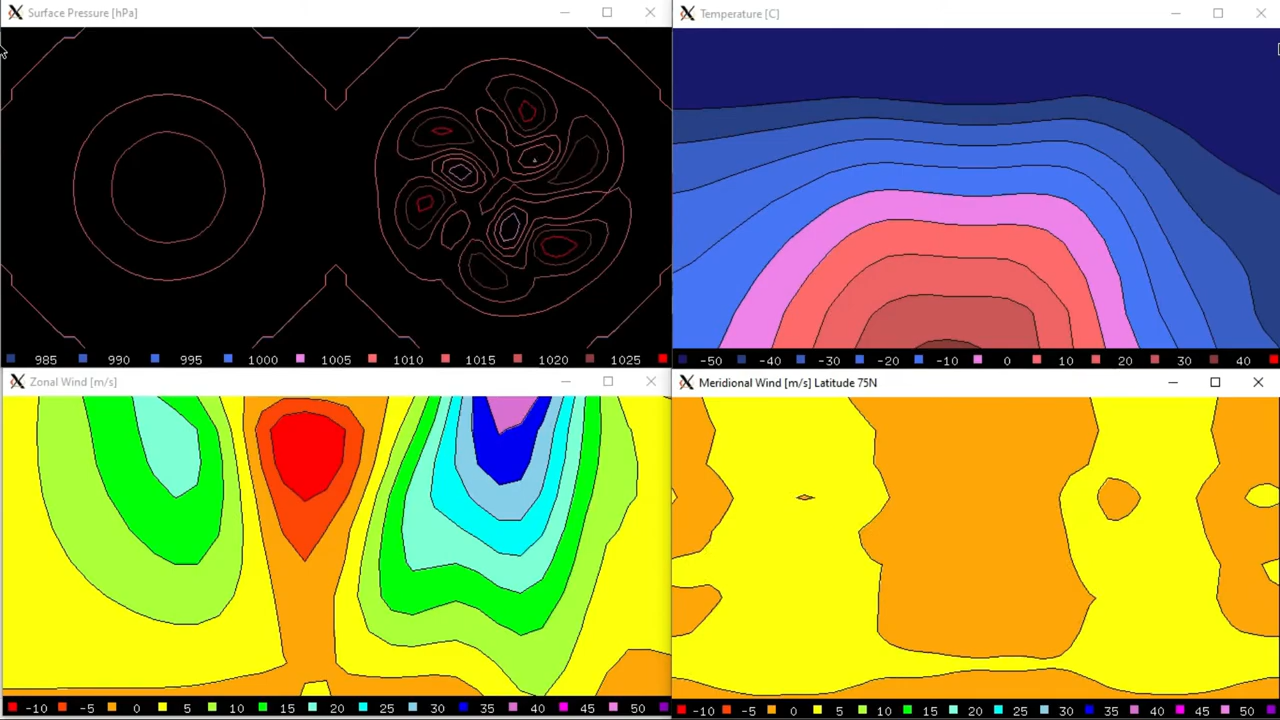 Surface Pressure [hPa]
Temperature [C]
985 990 995 1000 1005 1010 1015 1020 1025
-50 -40 -30 -20 -10 0 10 20 30 40
Zonal Wind [m/s]
Meridional Wind [m/s] Latitude 75N
-10 -5 0 5 10 15 20 25 30 35 40 45 50
-10 -5 0 5 10 15 20 25 30 35 40 45 50